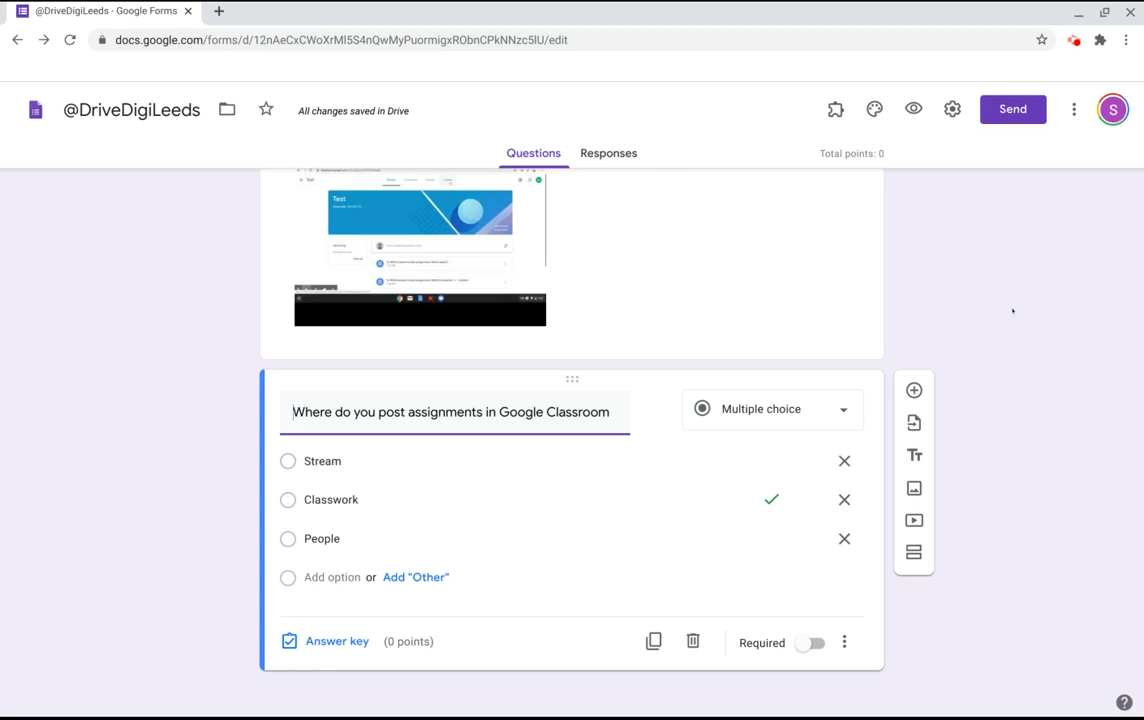 @DriveDigiLeeds - Google Forms
docs.google.com/forms/d/12nAeCxCWoXrMl5S4nQwMyPuormigxRObnCPkNNzc5lU/edit
@DriveDigiLeeds
All changes saved in Drive
Send
S
Questions
Responses
Total points: 0
Test
Test
Where do you post assignments in Google Classroom
Multiple choice
Stream
Classwork
People
Add option or Add "Other"
Answer key (0 points)
Required